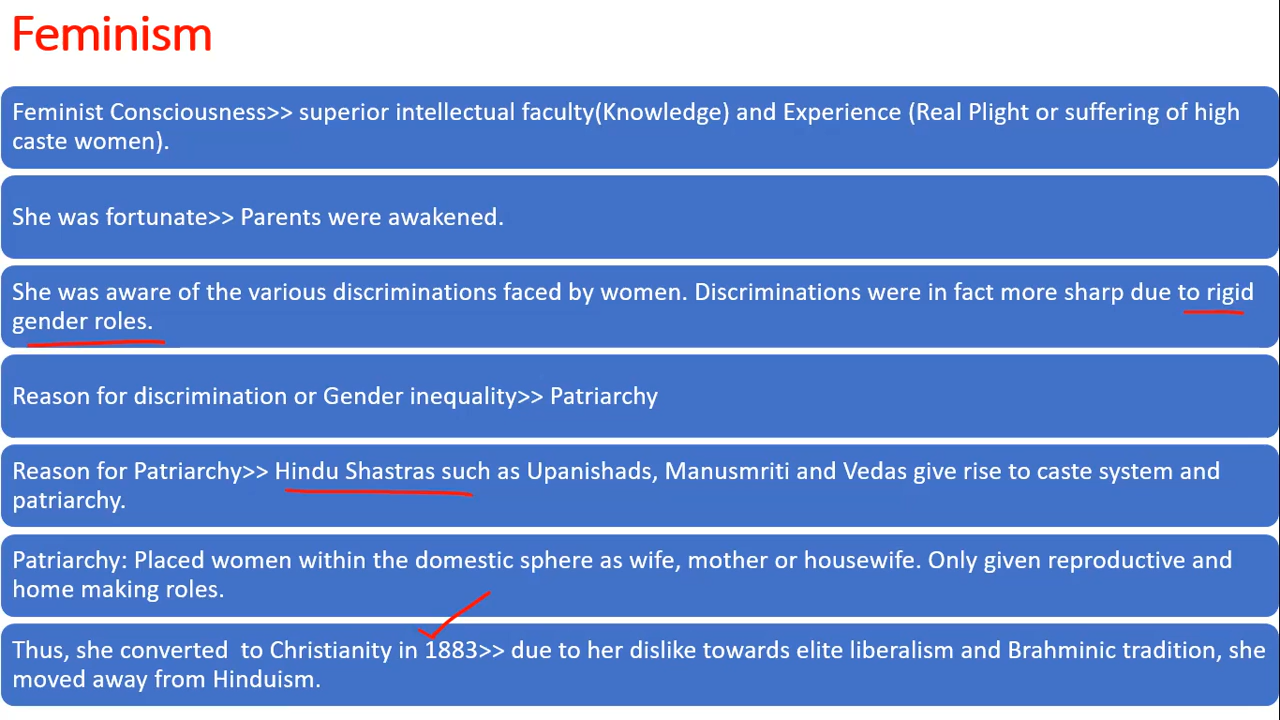 Feminism
Feminist Consciousness>> superior intellectual faculty(Knowledge) and Experience (Real Plight or suffering of high
caste women).
She was fortunate>> Parents were awakened.
She was aware of the various discriminations faced by women. Discriminations were in fact more sharp due to rigid
gender roles.
Reason for discrimination or Gender inequality>> Patriarchy
Reason for Patriarchy>> Hindu Shastras such as Upanishads, Manusmriti and Vedas give rise to caste system and
patriarchy.
Patriarchy: Placed women within the domestic sphere as wife, mother or housewife. Only given reproductive and
home making roles.
Thus, she converted to Christianity in 1883>> due to her dislike towards elite liberalism and Brahminic tradition, she
moved away from Hinduism.